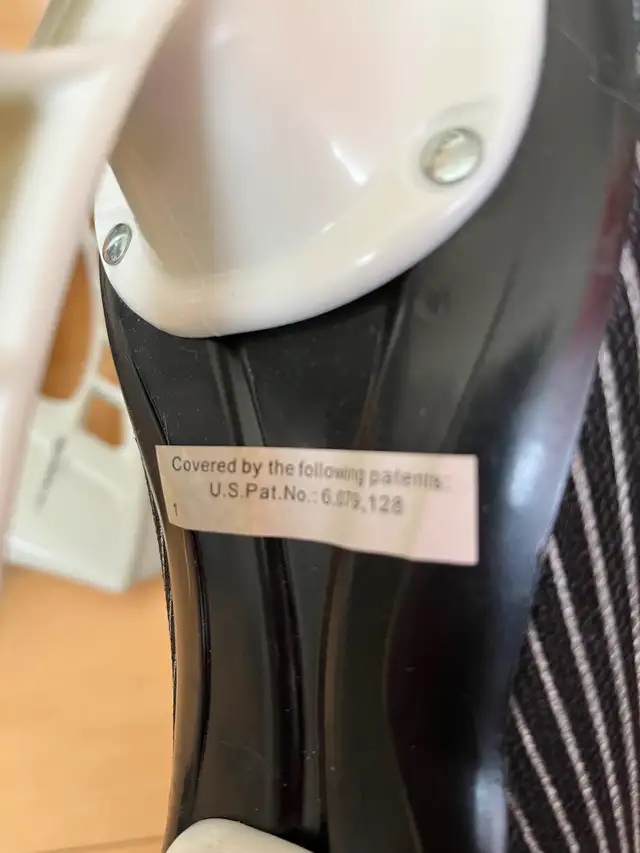 Covered by the following patents:
U.S.Pat.No.: 6,079,128
1